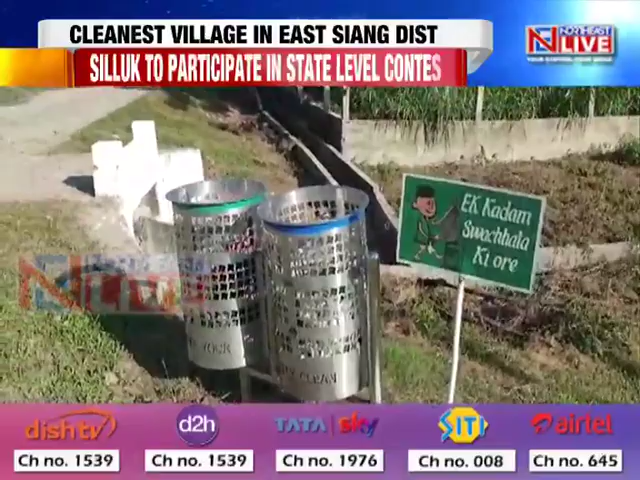 CLEANEST VILLAGE IN EAST SIANG DIST
SILLUK TO PARTICIPATE IN STATE LEVEL CONTES
NORTHEAST
LIVE
EK Kadam
Swachhata
Ki ore
YOUR
CLEAN
dishtv
Ch no. 1539
d2h
Ch no. 1539
TATA sky
Ch no. 1976
SITI
Ch no. 008
airtel
Ch no. 645